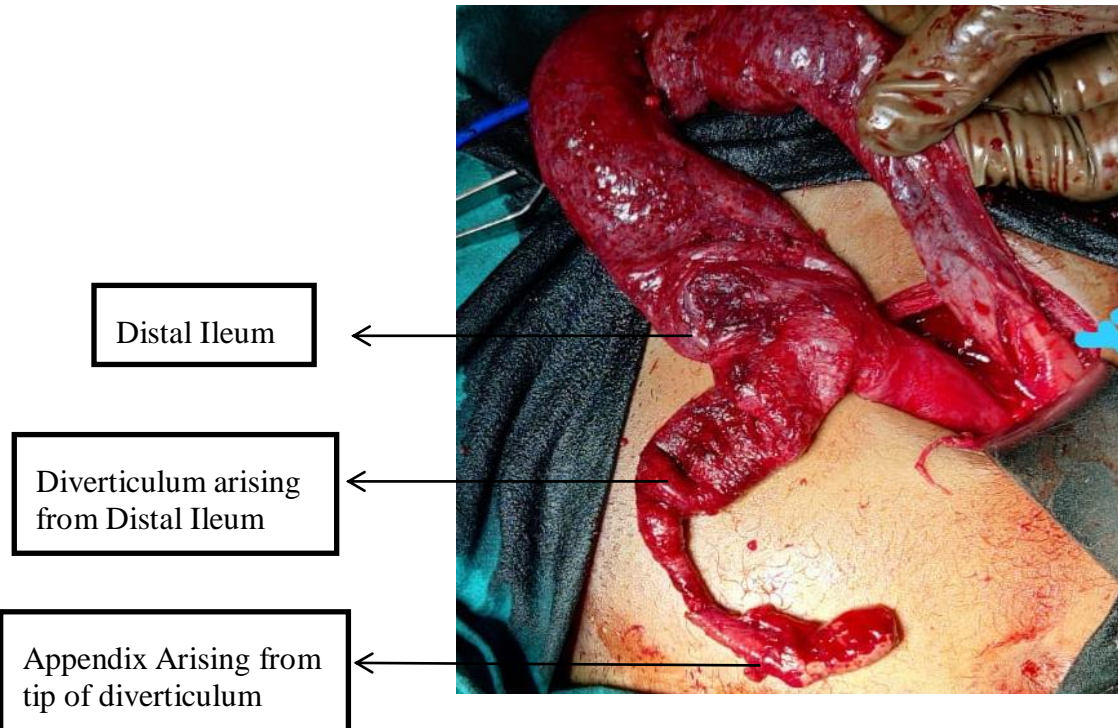 Distal Ileum
Diverticulum arising
from Distal Ileum
Appendix Arising from
tip of diverticulum